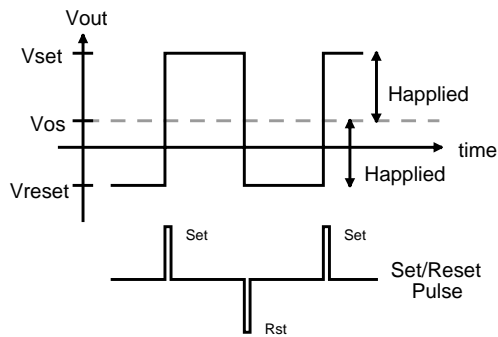 Vout
Vset
Happlied
Vos
time
Happlied
Vreset
Set
Set
Set/Reset
Pulse
Rst